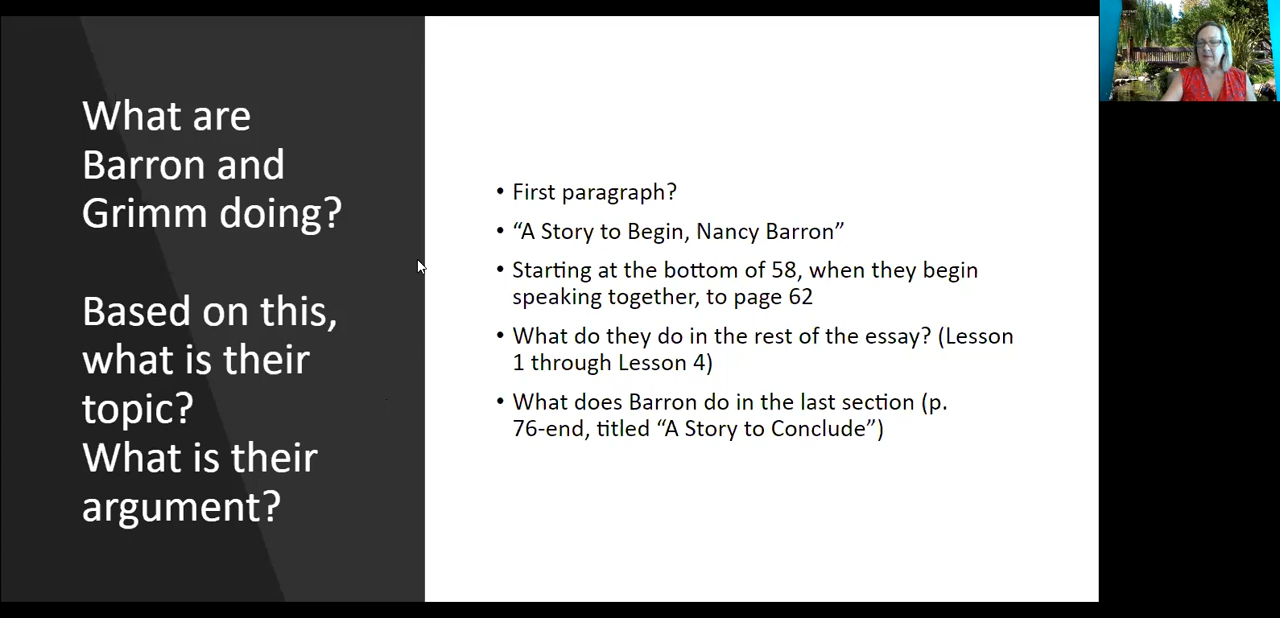 What are
Barron and
Grimm doing?
Based on this,
what is their
topic?
What is their
argument?
• First paragraph?
• “A Story to Begin, Nancy Barron”
• Starting at the bottom of 58, when they begin
speaking together, to page 62
• What do they do in the rest of the essay? (Lesson
1 through Lesson 4)
• What does Barron do in the last section (p.
76-end, titled “A Story to Conclude”)